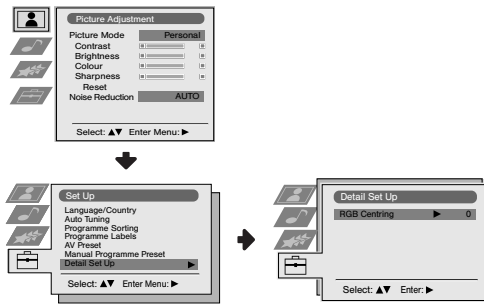 Picture Adjustment
Picture Mode Personal
Contrast
Brightness
Colour
Sharpness
Reset
Noise Reduction AUTO
Select: ▲▼ Enter Menu: ▶
Set Up
Language/Country
Auto Tuning
Programme Sorting
Programme Labels
AV Preset
Manual Programme Preset
Detail Set Up ▶
Select: ▲▼ Enter Menu: ▶
Detail Set Up
RGB Centring ▶ 0
Select: ▲▼ Enter: ▶